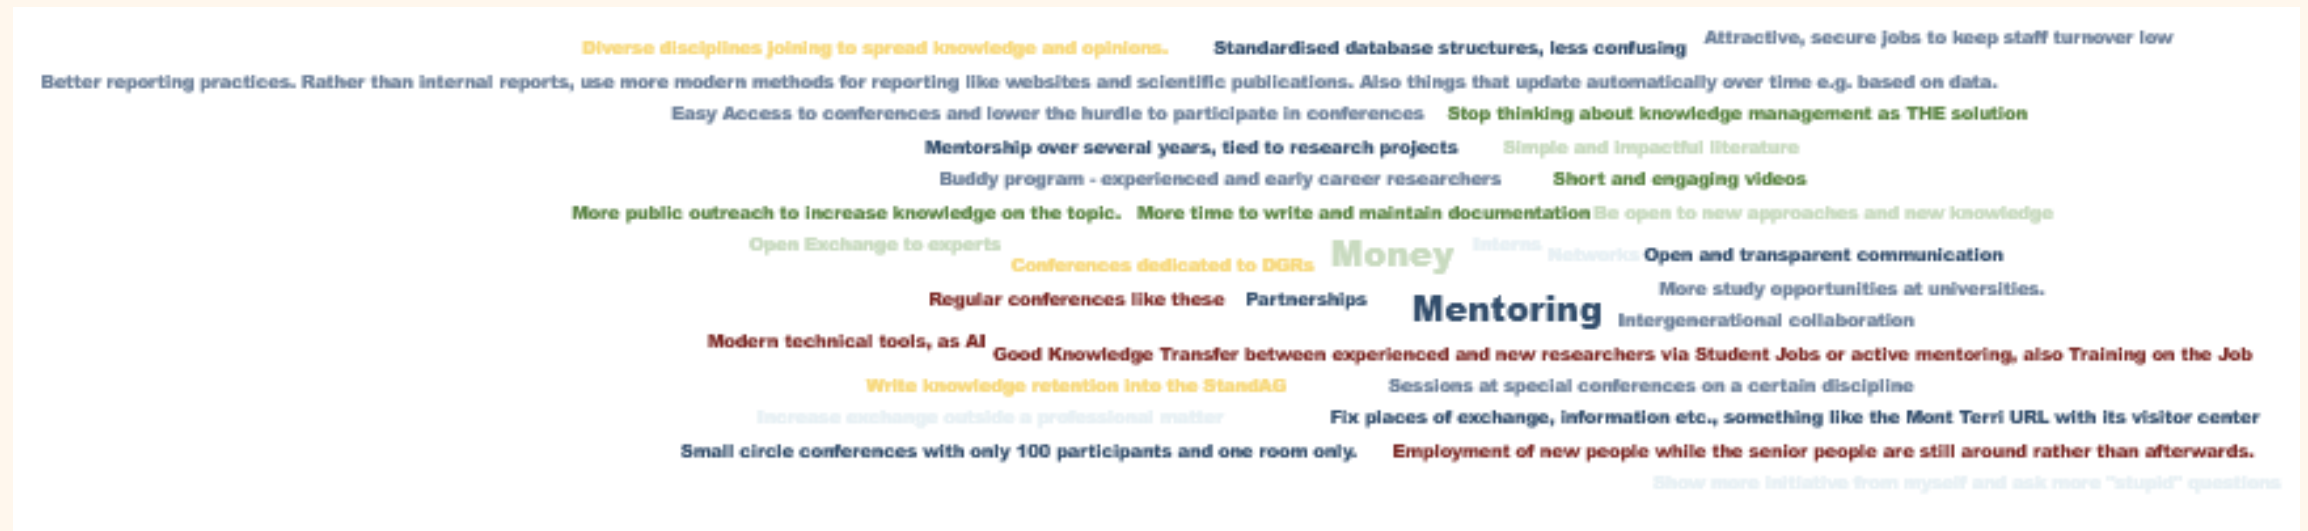 Diverse disciplines joining to spread knowledge and opinions.
Standardised database structures, less confusing
Attractive, secure jobs to keep staff turnover low
Better reporting practices. Rather than internal reports, use more modern methods for reporting like websites and scientific publications. Also things that update automatically over time e.g. based on data.
Easy Access to conferences and lower the hurdle to participate in conferences
Stop thinking about knowledge management as THE solution
Mentorship over several years, tied to research projects
Simple and impactful literature
Buddy program - experienced and early career researchers
Short and engaging videos
More public outreach to increase knowledge on the topic.
More time to write and maintain documentation
Be open to new approaches and new knowledge
Open Exchange to experts
Conferences dedicated to DGRs
Money
Interns
Networks
Open and transparent communication
Regular conferences like these
Partnerships
Mentoring
More study opportunities at universities.
Intergenerational collaboration
Modern technical tools, as AI
Good Knowledge Transfer between experienced and new researchers via Student Jobs or active mentoring, also Training on the Job
Write knowledge retention into the StandAG
Sessions at special conferences on a certain discipline
Increase exchange outside a professional matter
Fix places of exchange, information etc., something like the Mont Terri URL with its visitor center
Small circle conferences with only 100 participants and one room only.
Employment of new people while the senior people are still around rather than afterwards.
Show more initiative from myself and ask more "stupid" questions